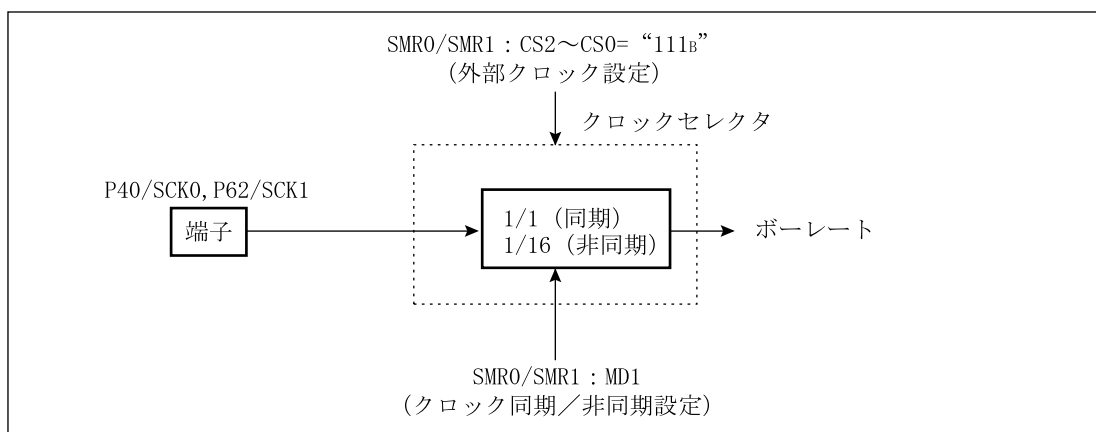 SMR0/SMR1：CS2～CS0=“111B”
(外部クロック設定)
クロックセレクタ
P40/SCK0,P62/SCK1
端子
1/1 (同期)
1/16 (非同期)
ボーレート
SMR0/SMR1：MD1
(クロック同期／非同期設定)